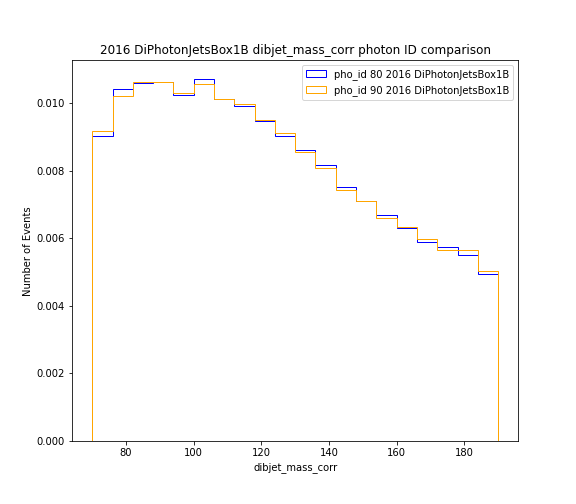 2016 DiPhotonJetsBox1B dibjet_mass_corr photon ID comparison
pho_id 80 2016 DiPhotonJetsBox1B
pho_id 90 2016 DiPhotonJetsBox1B
Number of Events
0.010
0.008
0.006
0.004
0.002
0.000
80 100 120 140 160 180
dibjet_mass_corr